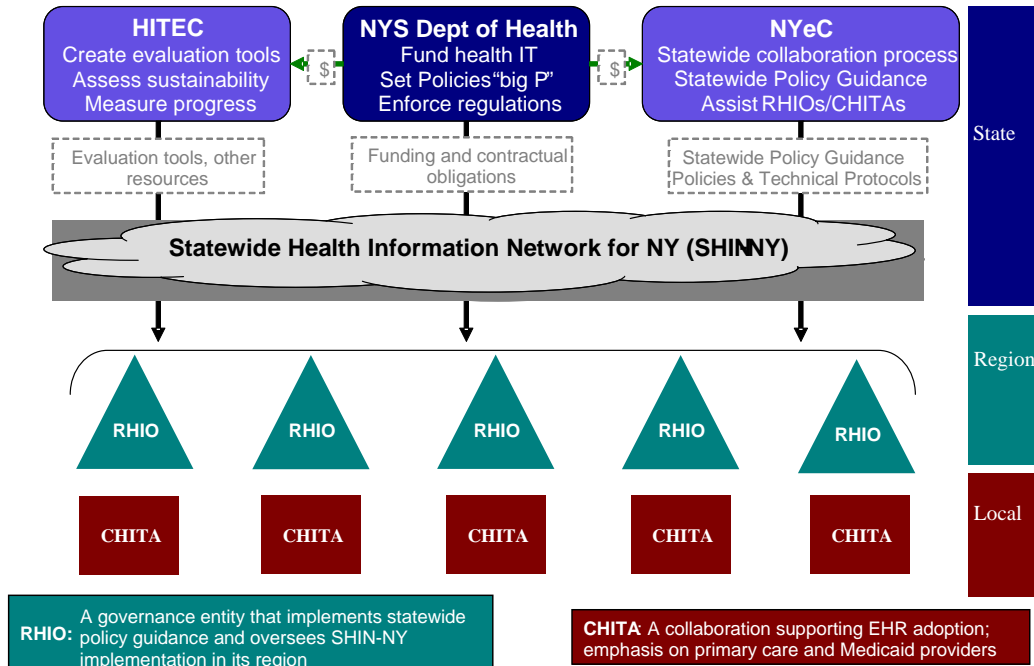 HITEC
Create evaluation tools
Assess sustainability
Measure progress
$
NYS Dept of Health
Fund health IT
Set Policies“big P”
Enforce regulations
$
NYeC
Statewide collaboration process
Statewide Policy Guidance
Assist RHIOs/CHITAs
State
Evaluation tools, other
resources
Funding and contractual
obligations
Statewide Policy Guidance
Policies & Technical Protocols
Statewide Health Information Network for NY (SHIN-NY)
Region
RHIO
RHIO
RHIO
RHIO
RHIO
Local
CHITA
CHITA
CHITA
CHITA
CHITA
RHIO: A governance entity that implements statewide
policy guidance and oversees SHIN-NY
implementation in its region
CHITA: A collaboration supporting EHR adoption;
emphasis on primary care and Medicaid providers